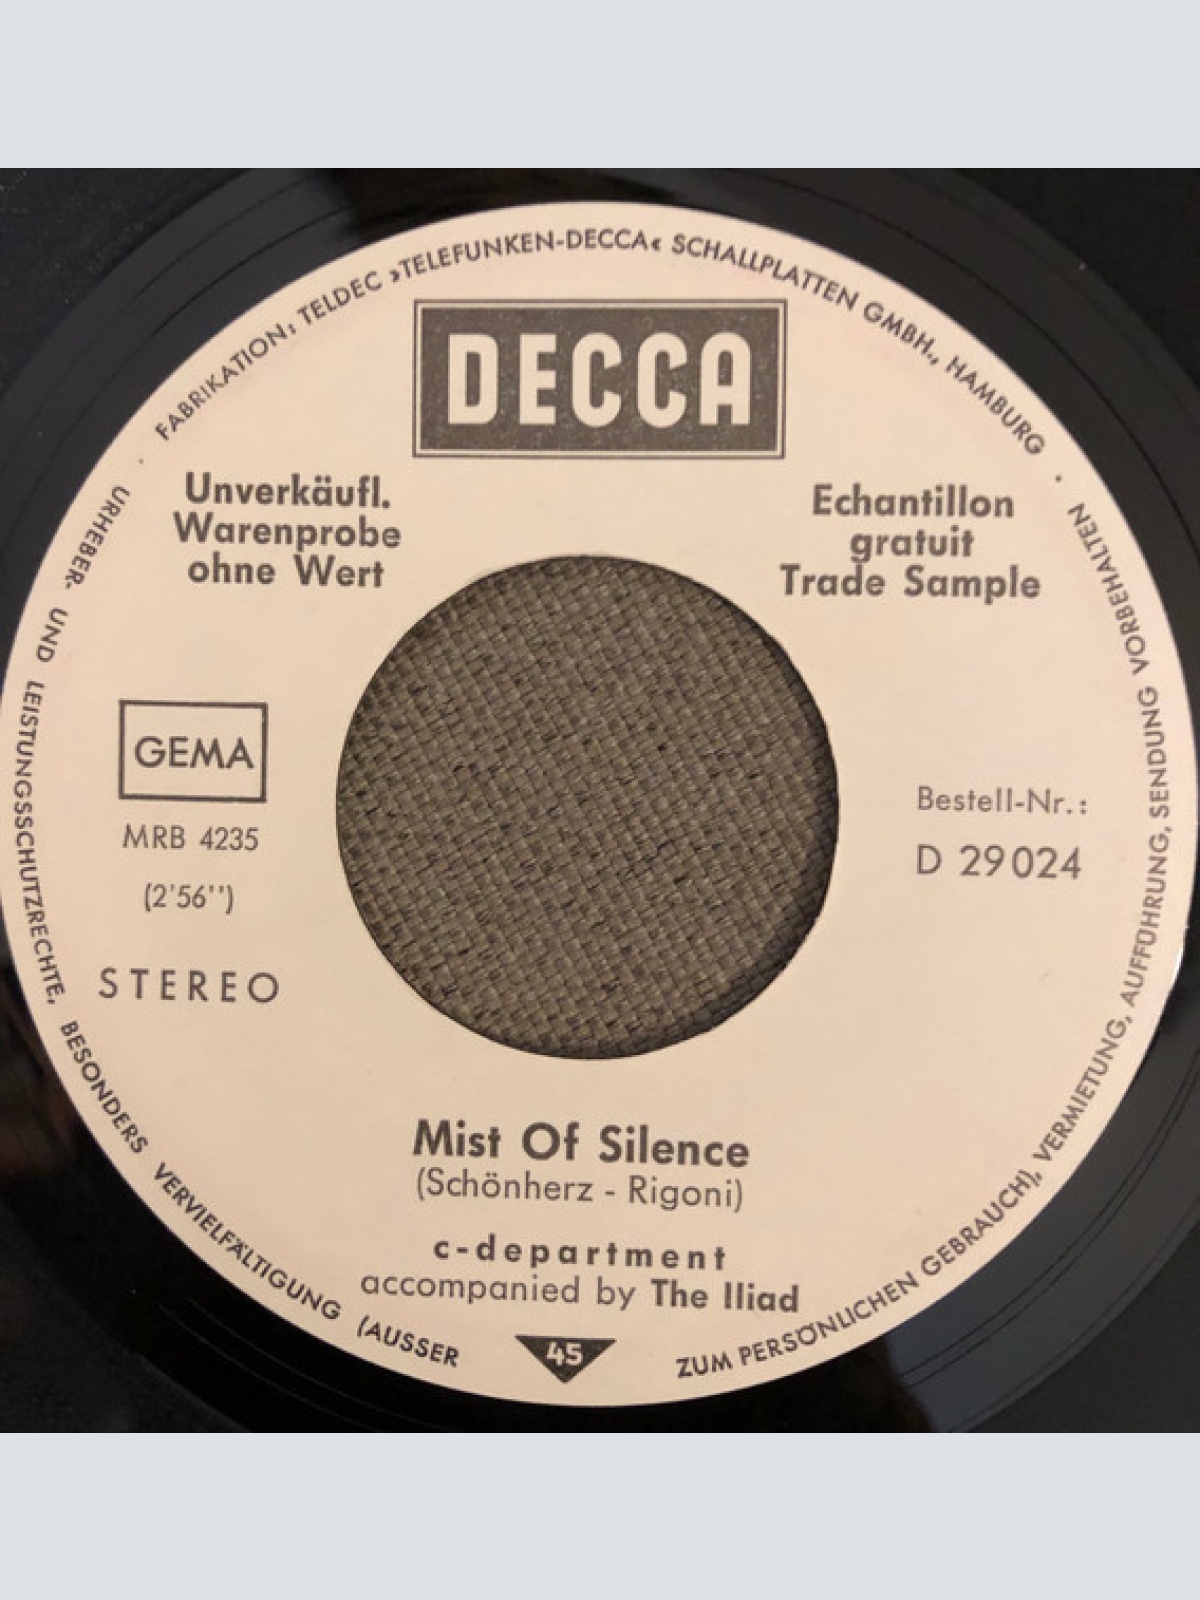 FABRIKATION: TELDEC »TELEFUNKEN-DECCA« SCHALLPLATTEN GMBH., HAMBURG ·
DECCA
Unverkäufl.
Warenprobe
ohne Wert
Echantillon
gratuit
Trade Sample
GEMA
MRB 4235
(2'56'')
STEREO
Bestell-Nr.:
D 29 024
Mist Of Silence
(Schönherz - Rigoni)
c-department
accompanied by The Iliad
45
URHEBER- UND LEISTUNGSSCHUTZRECHTE, BESONDERS VERVIELFÄLTIGUNG (AUSSER ZUM PERSÖNLICHEN GEBRAUCH), VERMIETUNG, AUFFÜHRUNG, SENDUNG VORBEHALTEN ·